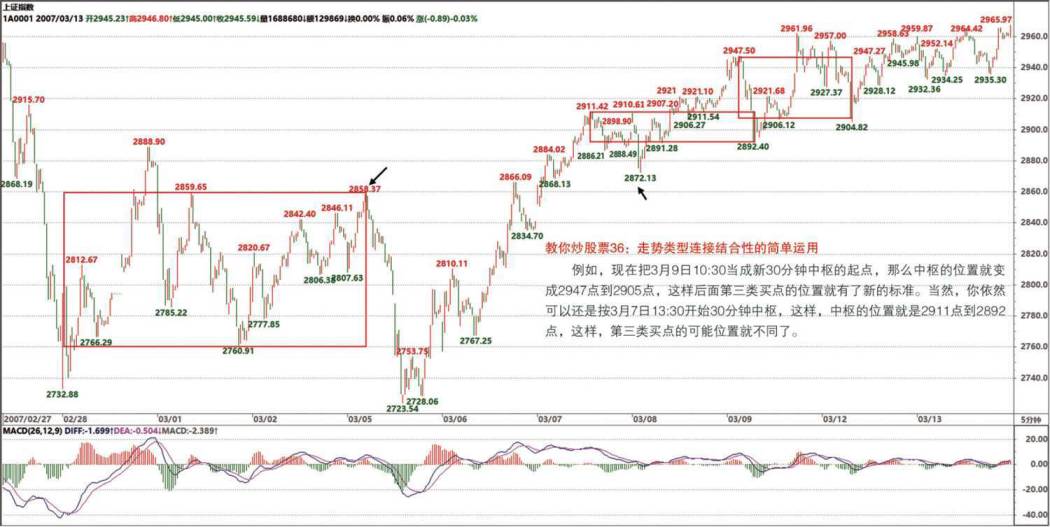 上证指数
1A0001 2007/03/13 开2945.23↑高2946.80↑低2945.00↑收2945.59↓量1688680↓额129869↓换0.00% 振0.06% 涨(-0.89)-0.03%
2965.97
2961.96 2957.00 2958.63 2959.87 2964.42
2960.00
2947.50 2947.27 2945.98 2952.14
2940.00
2927.37 2928.12 2932.36 2934.25 2935.30
2915.70
2911.42 2910.61 2907.20 2921 2921.10 2921.68
2920.00
2898.90 2906.27 2911.54 2906.12 2904.82
2900.00
2888.90
2884.02 2886.21 2888.49 2891.28 2892.40
2880.00
2868.19
2866.09 2868.13 2872.13
2859.65 2858.37
2860.00
2842.40 2846.11
2840.00
2834.70
2812.67 2820.67
2820.00
2806.38 2807.63 2810.11
2800.00
2785.22
2777.85
2780.00
2766.29 2760.91 2767.25
2753.75
2760.00
2732.88
2740.00
2723.54 2728.06
教你炒股票36：走势类型连接结合性的简单运用
例如，现在把3月9日10:30当成新30分钟中枢的起点，那么中枢的位置就变
成2947点到2905点，这样后面第三类买点的位置就有了新的标准。当然，你依然
可以还是按3月7日13:30开始30分钟中枢，这样，中枢的位置就是2911点到2892
点，这样，第三类买点的可能位置就不同了。
2007/02/27 02/28 03/01 03/02 03/05 03/06 03/07 03/08 03/09 03/12 03/13 5分钟
MACD(26,12,9) DIFF:-1.699↑DEA:-0.504↓MACD:-2.389↑
20.00
0.00
-20.00
-40.00